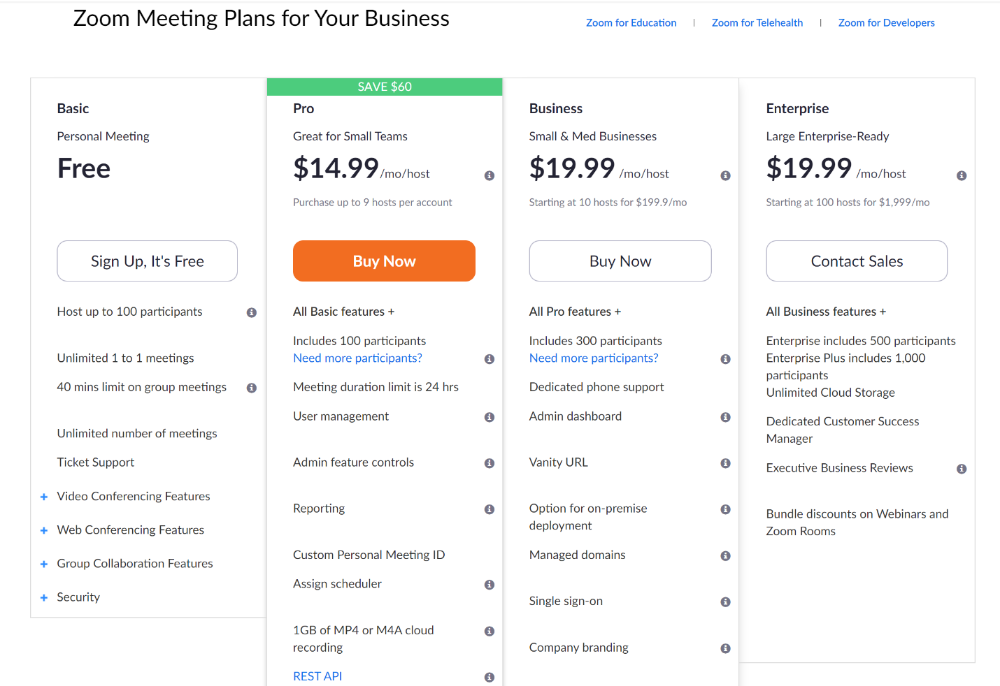 Zoom Meeting Plans for Your Business
Zoom for Education | Zoom for Telehealth | Zoom for Developers
Basic
Personal Meeting
Free
Sign Up, It's Free
Host up to 100 participants
Unlimited 1 to 1 meetings
40 mins limit on group meetings
Unlimited number of meetings
Ticket Support
+ Video Conferencing Features
+ Web Conferencing Features
+ Group Collaboration Features
+ Security
SAVE $60
Pro
Great for Small Teams
$14.99 /mo/host
Purchase up to 9 hosts per account
Buy Now
All Basic features +
Includes 100 participants
Need more participants?
Meeting duration limit is 24 hrs
User management
Admin feature controls
Reporting
Custom Personal Meeting ID
Assign scheduler
1GB of MP4 or M4A cloud
recording
REST API
Business
Small & Med Businesses
$19.99 /mo/host
Starting at 10 hosts for $199.9/mo
Buy Now
All Pro features +
Includes 300 participants
Need more participants?
Dedicated phone support
Admin dashboard
Vanity URL
Option for on-premise
deployment
Managed domains
Single sign-on
Company branding
Enterprise
Large Enterprise-Ready
$19.99 /mo/host
Starting at 100 hosts for $1,999/mo
Contact Sales
All Business features +
Enterprise includes 500 participants
Enterprise Plus includes 1,000
participants
Unlimited Cloud Storage
Dedicated Customer Success
Manager
Executive Business Reviews
Bundle discounts on Webinars and
Zoom Rooms